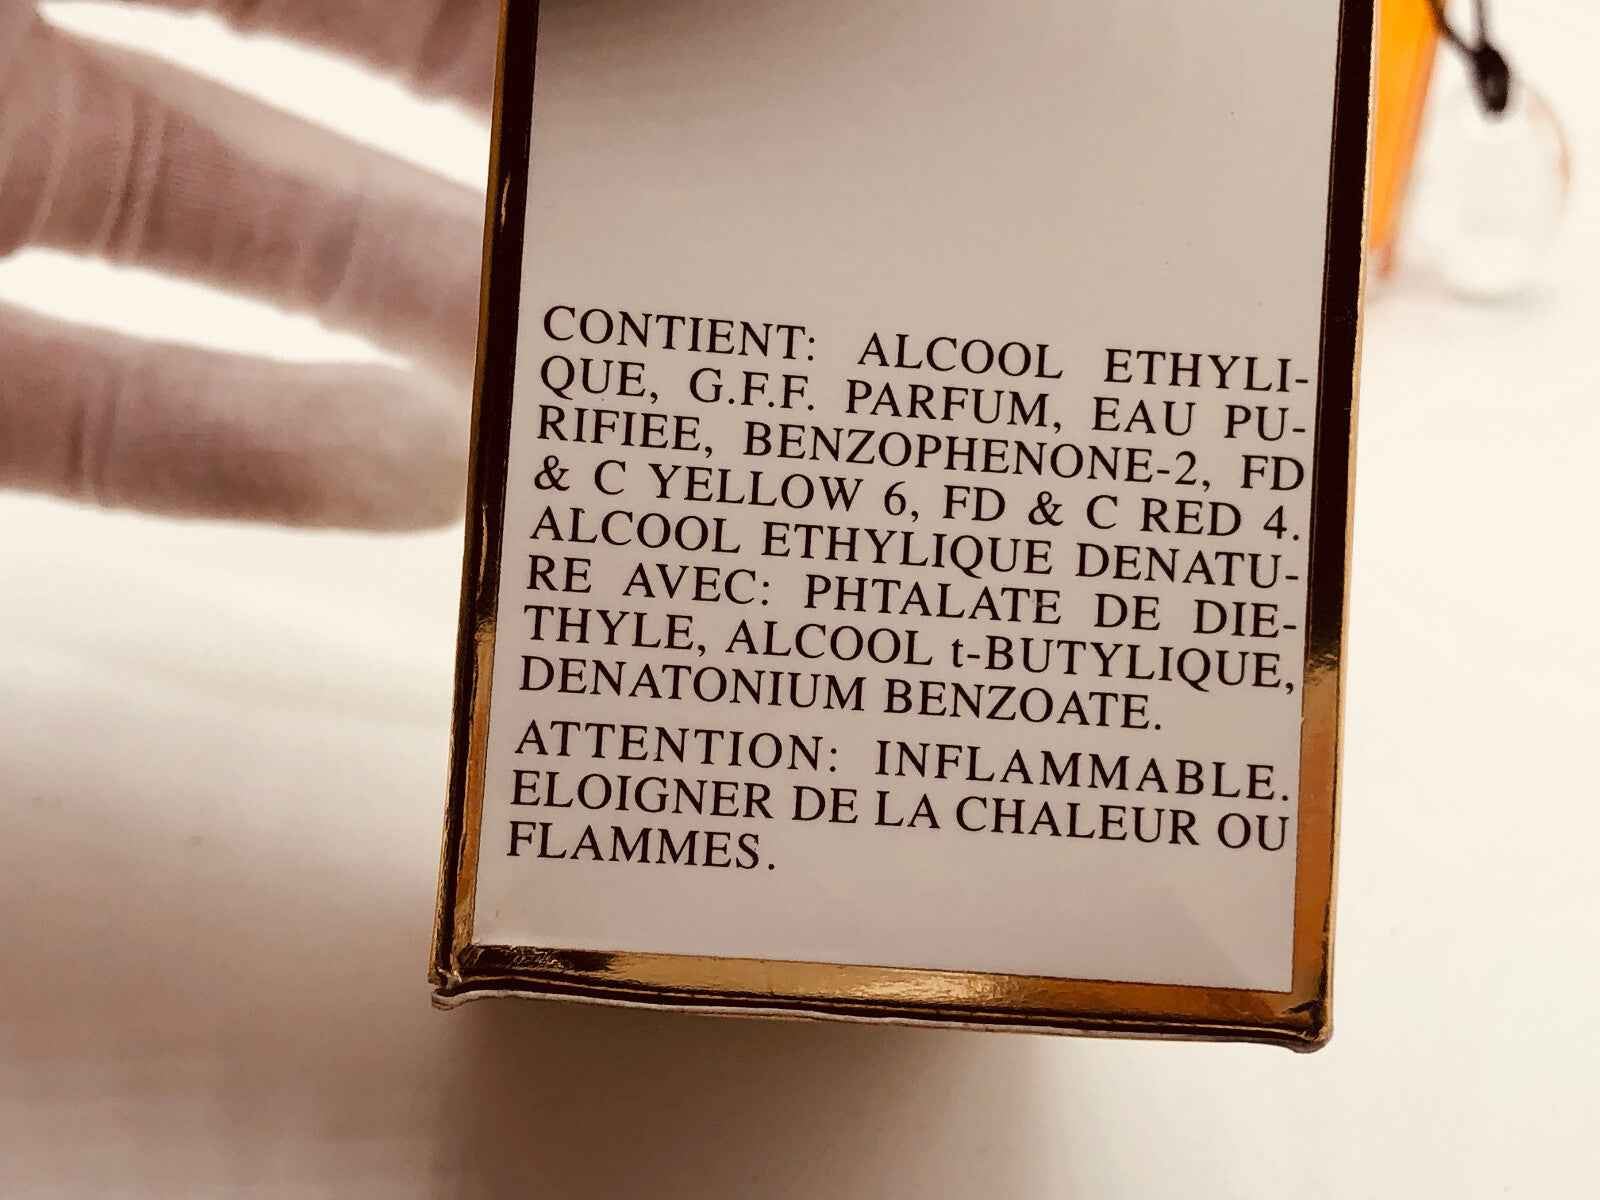 CONTIENT: ALCOOL ETHYLI-
QUE, G.F.F. PARFUM, EAU PU-
RIFIEE, BENZOPHENONE-2, FD
& C YELLOW 6, FD & C RED 4.
ALCOOL ETHYLIQUE DENATU-
RE AVEC: PHTALATE DE DIE-
THYLE, ALCOOL t-BUTYLIQUE,
DENATONIUM BENZOATE.
ATTENTION: INFLAMMABLE.
ELOIGNER DE LA CHALEUR OU
FLAMMES.